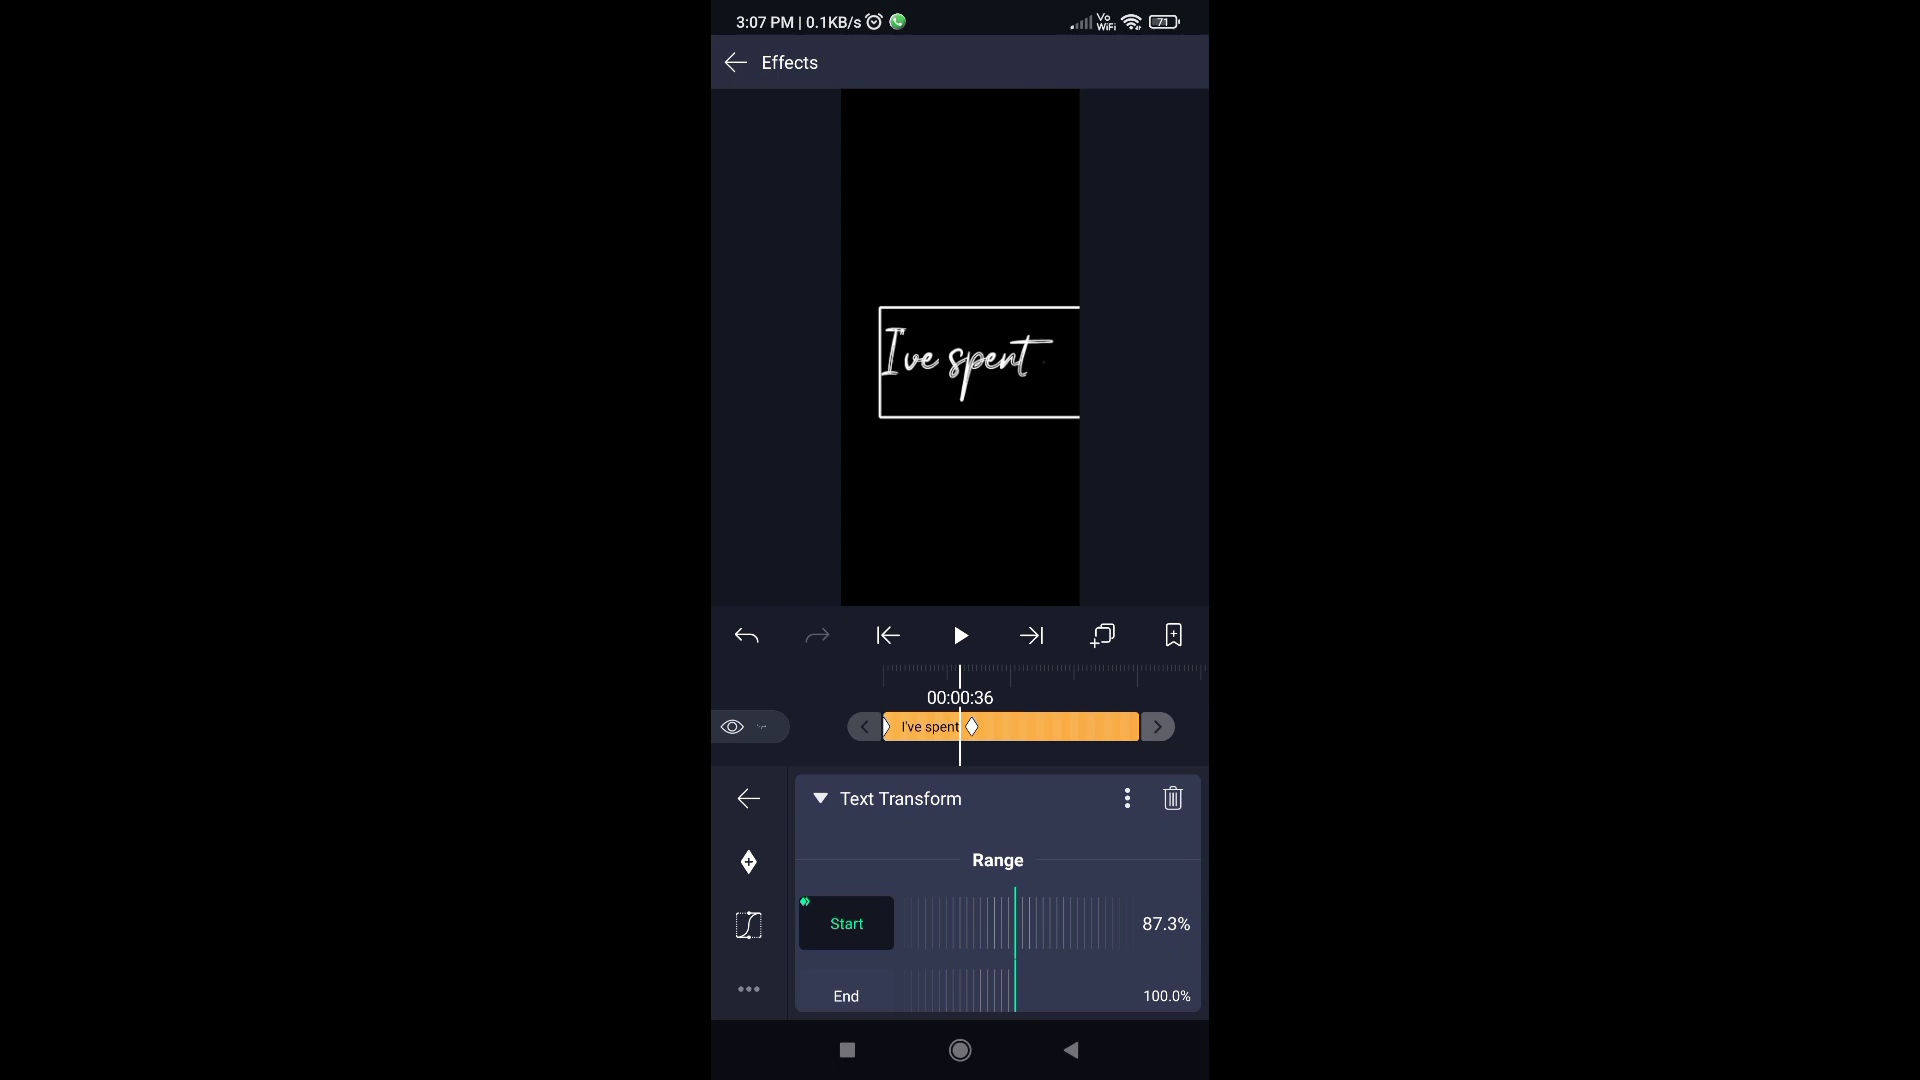 3:07 PM | 0.1KB/s
Vo
WiFi
71
Effects
I've spent
00:00:36
I've spent
Text Transform
Range
Start
87.3%
End
100.0%